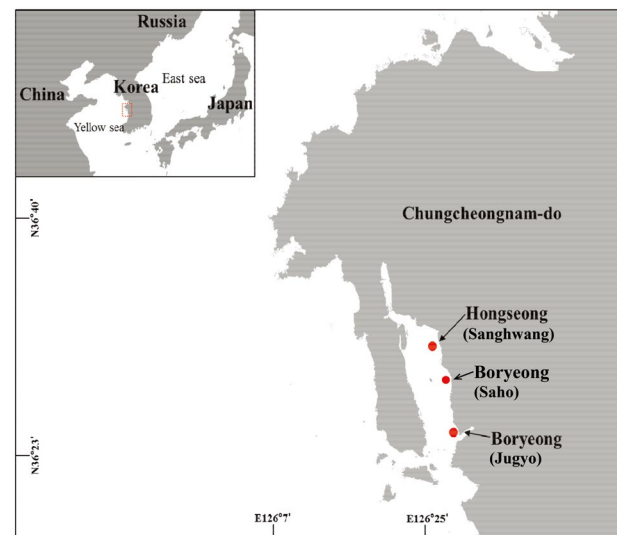 Russia
East sea
China
Korea
Japan
Yellow sea
N36°40'
Chungcheongnam-do
Hongseong
(Sanghwang)
Boryeong
(Saho)
Boryeong
(Jugyo)
N36°23'
E126°7'
E126°25'